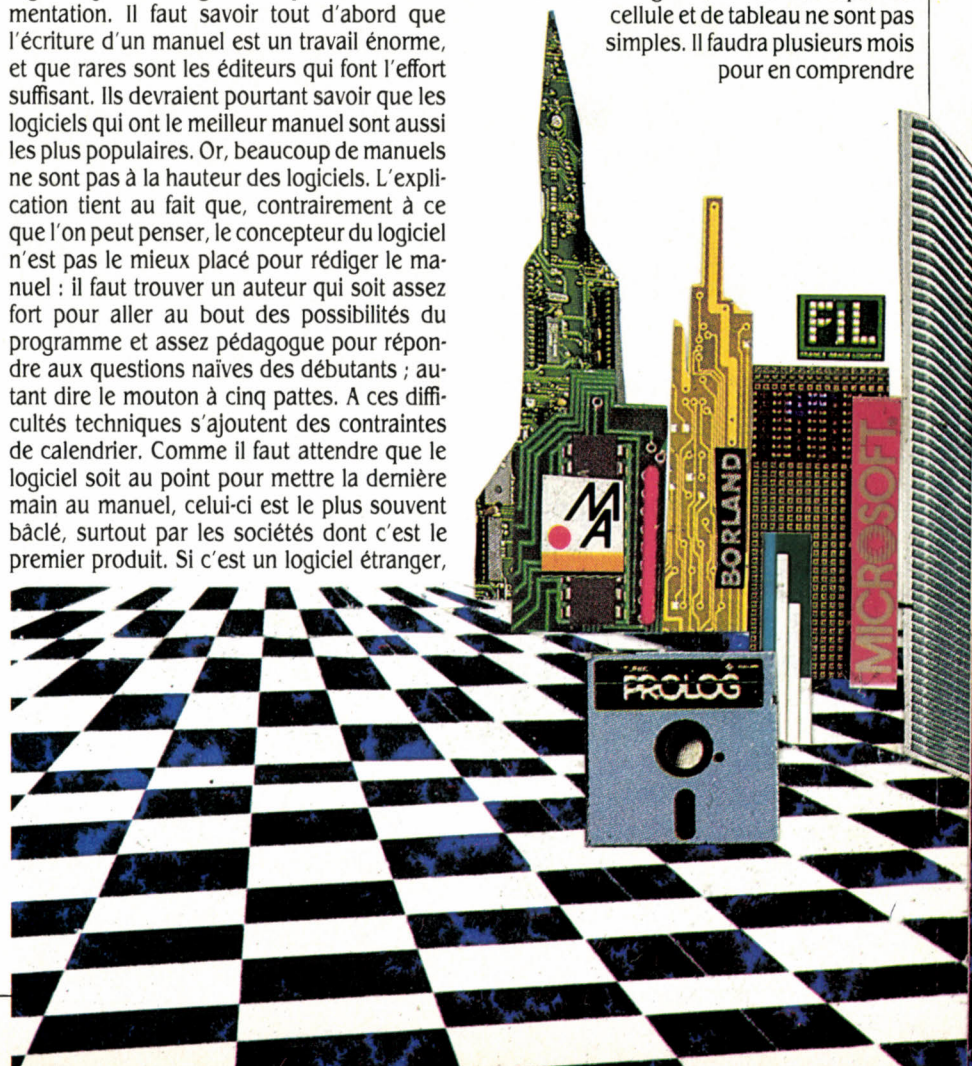 mentation. Il faut savoir tout d'abord que
l'écriture d'un manuel est un travail énorme,
et que rares sont les éditeurs qui font l'effort
suffisant. Ils devraient pourtant savoir que les
logiciels qui ont le meilleur manuel sont aussi
les plus populaires. Or, beaucoup de manuels
ne sont pas à la hauteur des logiciels. L'expli-
cation tient au fait que, contrairement à ce
que l'on peut penser, le concepteur du logiciel
n'est pas le mieux placé pour rédiger le ma-
nuel : il faut trouver un auteur qui soit assez
fort pour aller au bout des possibilités du
programme et assez pédagogue pour répon-
dre aux questions naïves des débutants ; au-
tant dire le mouton à cinq pattes. A ces diffi-
cultés techniques s'ajoutent des contraintes
de calendrier. Comme il faut attendre que le
logiciel soit au point pour mettre la dernière
main au manuel, celui-ci est le plus souvent
bâclé, surtout par les sociétés dont c'est le
premier produit. Si c'est un logiciel étranger,
cellule et de tableau ne sont pas
simples. Il faudra plusieurs mois
pour en comprendre
FIL
FRANCE IMAGE LOGICIEL
MA
BORLAND
MICROSOFT
PROLOG